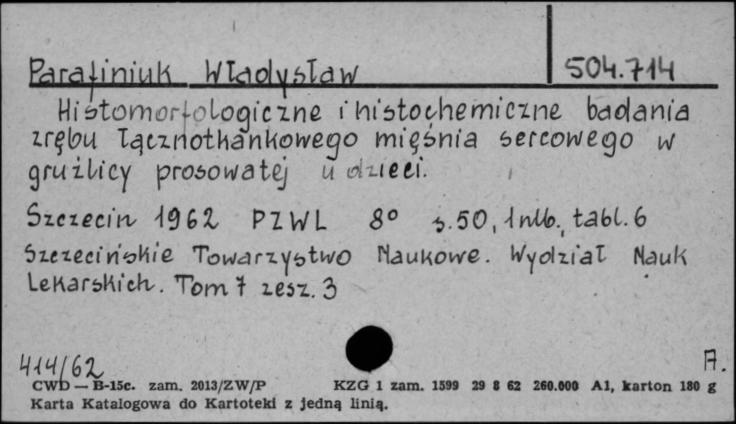 Parafiniuk Władysław 504.714
Histomorfologiczne i histochemiczne badania
zrębu łącznotkankowego mięśnia sercowego w
gruźlicy prosowatej u dzieci.
Szczecin 1962 PZWL 8° s.50, 1 nlb., tabl.6
Szczecińskie Towarzystwo Naukowe. Wydział Nauk
Lekarskich. Tom 7 zesz. 3
414/62 A.
CWD — B-15c. zam. 2013/ZW/P KZG 1 zam. 1599 29 8 62 260.000 A1, karton 180 g
Karta Katalogowa do Kartoteki z jedną linią.